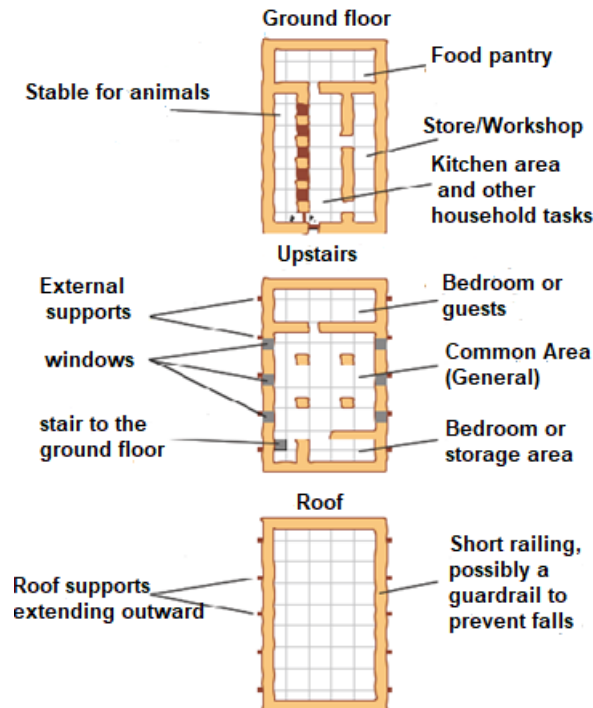 Ground floor
Food pantry
Stable for animals
Store/Workshop
Kitchen area
and other
household tasks
Upstairs
External
supports
Bedroom or
guests
windows
Common Area
(General)
stair to the
ground floor
Bedroom or
storage area
Roof
Roof supports
extending outward
Short railing,
possibly a
guardrail to
prevent falls